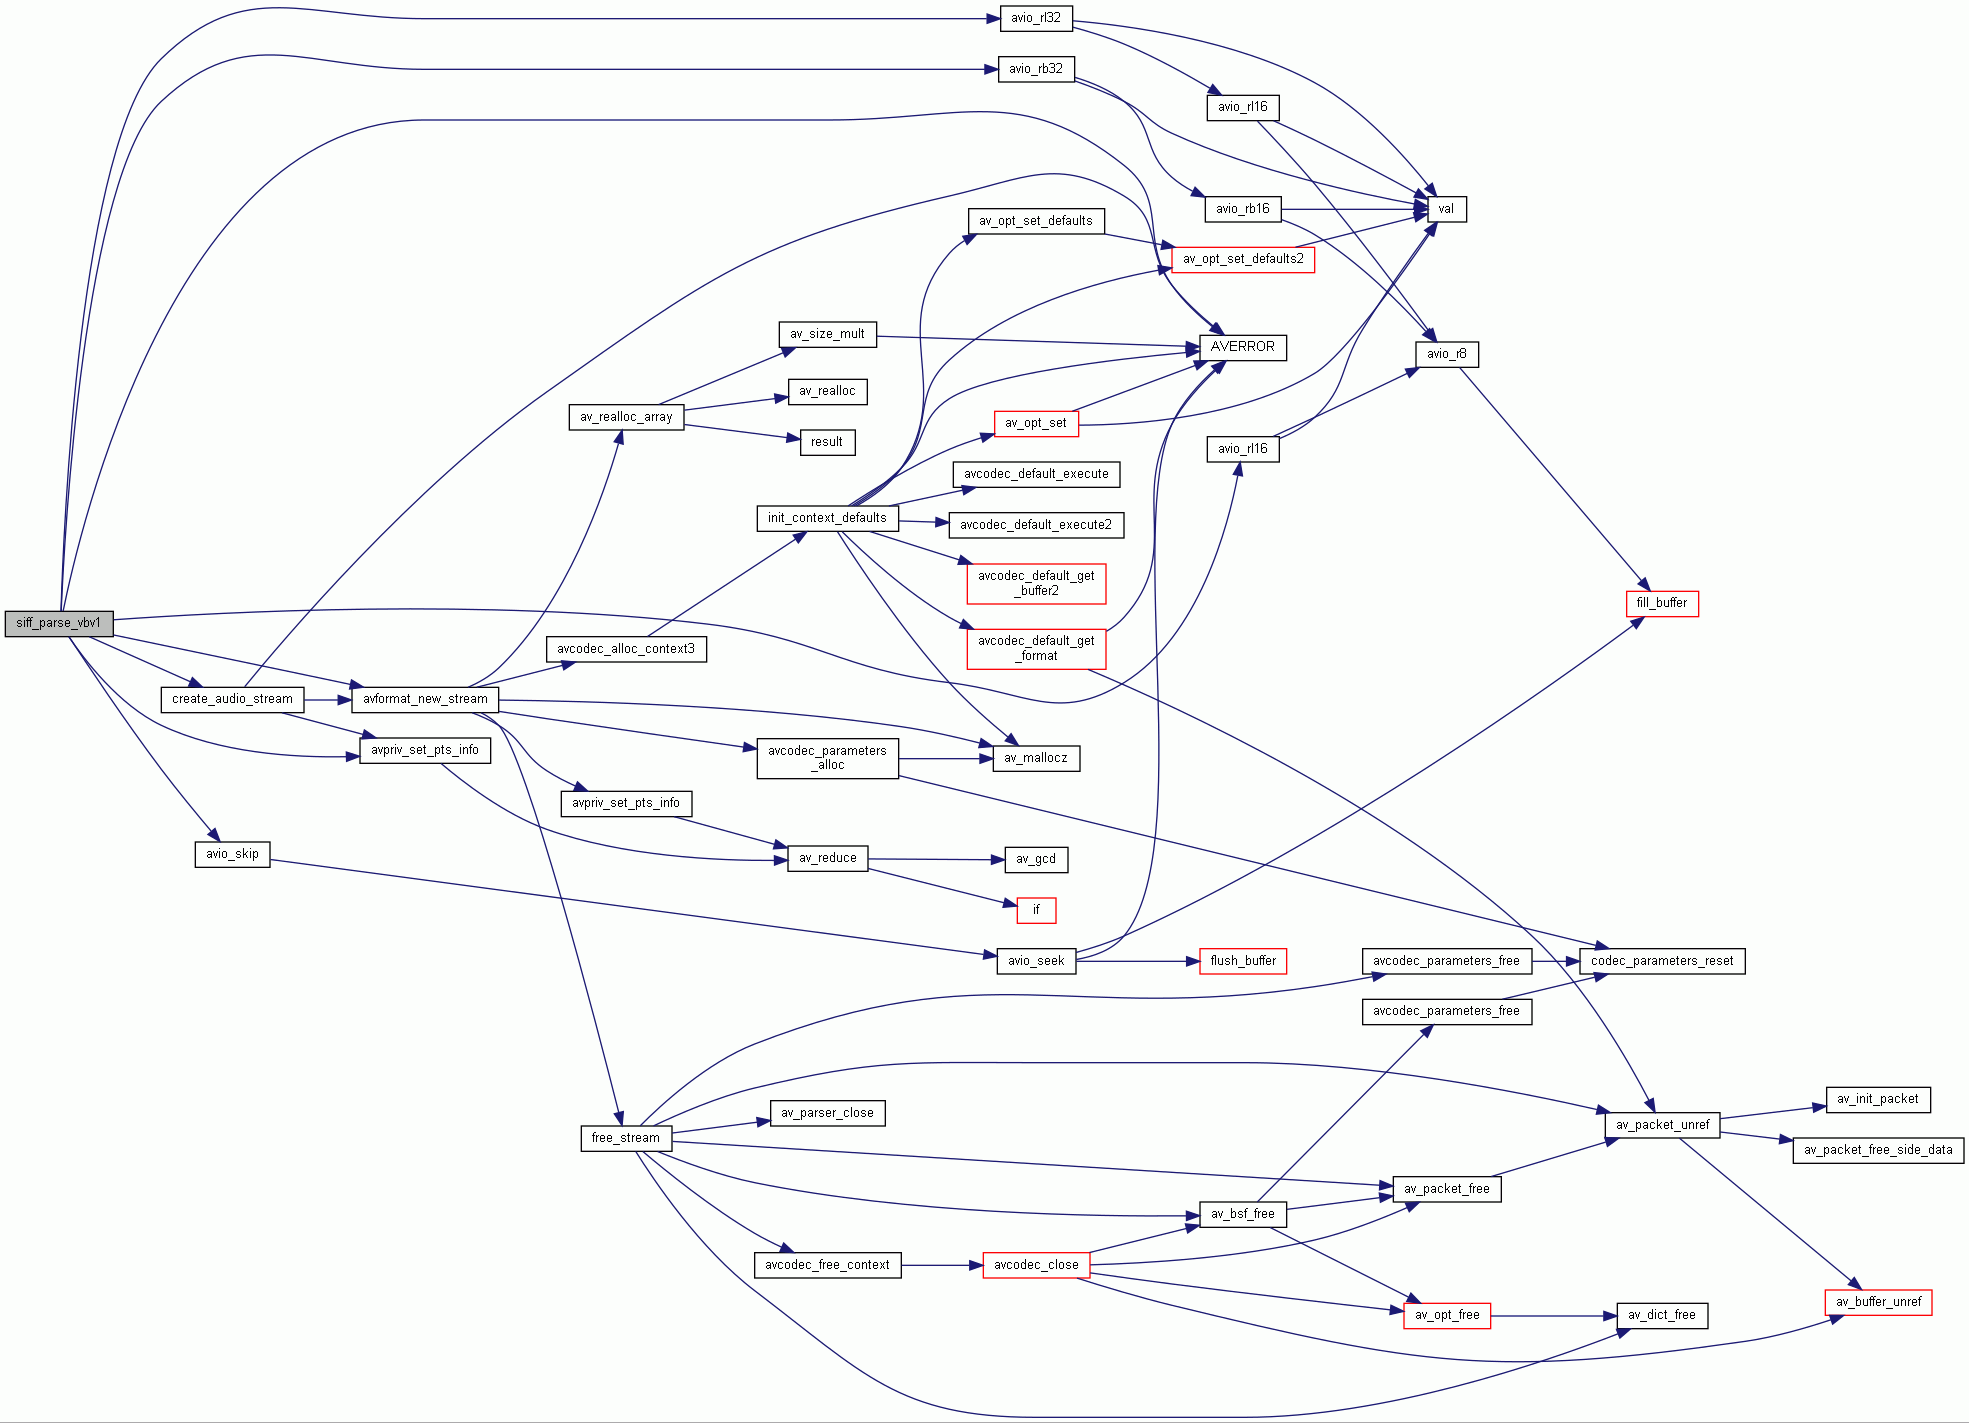 avio_rl32
avio_rb32
avio_rl16
avio_rb16
val
av_opt_set_defaults
av_opt_set_defaults2
av_size_mult
AVERROR
avio_r8
av_realloc
av_realloc_array
av_opt_set
result
avio_rl16
avcodec_default_execute
init_context_defaults
avcodec_default_execute2
avcodec_default_get
_buffer2
fill_buffer
siff_parse_vbv1
avcodec_alloc_context3
avcodec_default_get
_format
create_audio_stream
avformat_new_stream
avpriv_set_pts_info
avcodec_parameters
_alloc
av_mallocz
avpriv_set_pts_info
avio_skip
av_reduce
av_gcd
if
avio_seek
flush_buffer
avcodec_parameters_free
codec_parameters_reset
avcodec_parameters_free
av_init_packet
av_parser_close
av_packet_unref
free_stream
av_packet_free_side_data
av_packet_free
av_bsf_free
avcodec_free_context
avcodec_close
av_buffer_unref
av_opt_free
av_dict_free